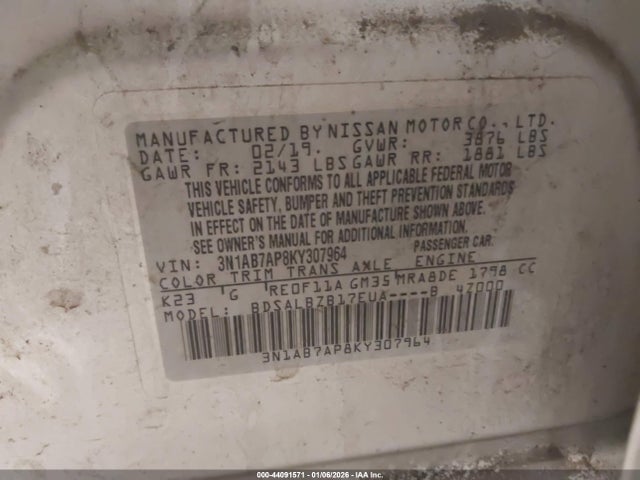 MANUFACTURED BY NISSAN MOTOR CO., LTD.
DATE: 02/19. GVWR: 3876 LBS
GAWR FR: 2143 LBS GAWR RR: 1881 LBS
THIS VEHICLE CONFORMS TO ALL APPLICABLE FEDERAL MOTOR
VEHICLE SAFETY, BUMPER AND THEFT PREVENTION STANDARDS
IN EFFECT ON THE DATE OF MANUFACTURE SHOWN ABOVE.
SEE OWNER'S MANUAL FOR ADDITIONAL INFORMATION.
VIN: 3N1AB7AP8KY307964 PASSENGER CAR.
COLOR TRIM TRANS AXLE ENGINE
K23 G RE0F11A GM35 MRA8DE 1798 CC
MODEL: BDSALBZB17EUA----B 47000
3N1AB7AP8KY307964
000-44091571 - 01/06/2026 - IAA Inc.